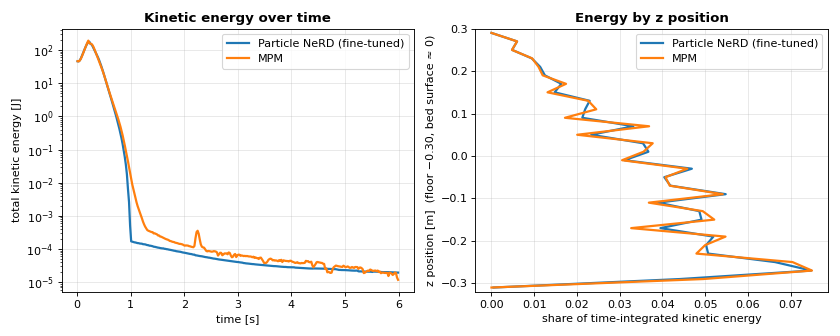 Kinetic energy over time
total kinetic energy [J]
10²
10¹
10⁰
10⁻¹
10⁻²
10⁻³
10⁻⁴
10⁻⁵
Particle NeRD (fine-tuned)
MPM
0 1 2 3 4 5 6
time [s]
Energy by z position
z position [m] (floor −0.30, bed surface ≈ 0)
0.3
0.2
0.1
0.0
−0.1
−0.2
−0.3
Particle NeRD (fine-tuned)
MPM
0.00 0.01 0.02 0.03 0.04 0.05 0.06 0.07
share of time-integrated kinetic energy